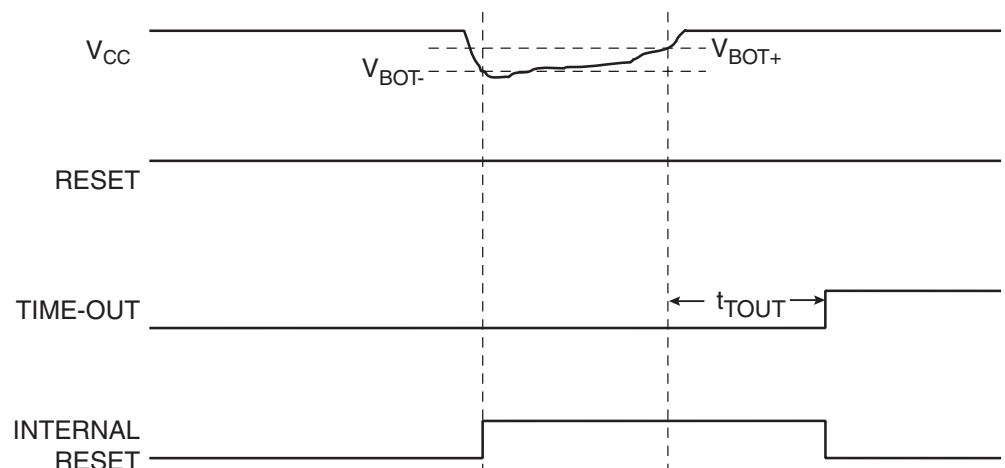 VCC
VBOT-
VBOT+
RESET
TIME-OUT
tTOUT
INTERNAL
RESET